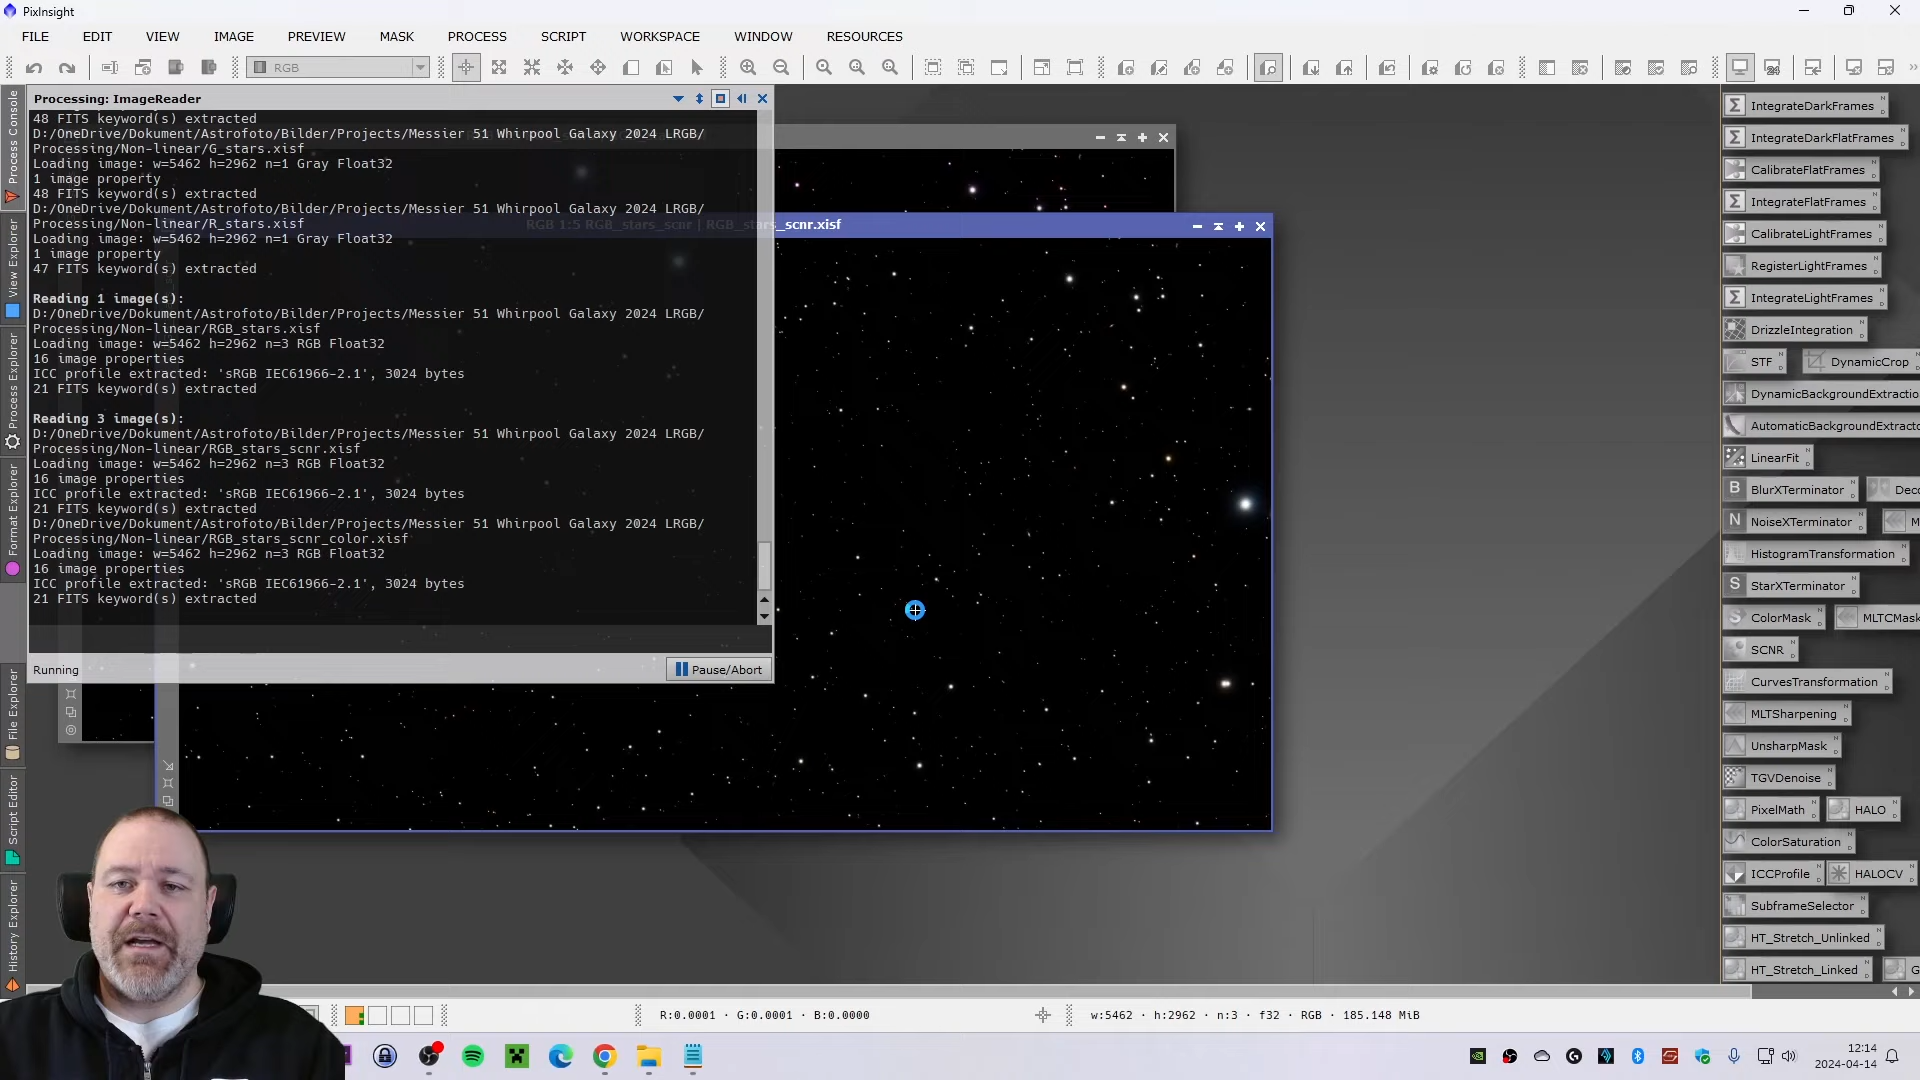 PixInsight
FILE EDIT VIEW IMAGE PREVIEW MASK PROCESS SCRIPT WORKSPACE WINDOW RESOURCES
RGB
Processing: ImageReader
48 FITS keyword(s) extracted
D:/OneDrive/Dokument/Astrofoto/Bilder/Projects/Messier 51 Whirpool Galaxy 2024 LRGB/
Processing/Non-linear/G_stars.xisf
Loading image: w=5462 h=2962 n=1 Gray Float32
1 image property
48 FITS keyword(s) extracted
D:/OneDrive/Dokument/Astrofoto/Bilder/Projects/Messier 51 Whirpool Galaxy 2024 LRGB/
Processing/Non-linear/R_stars.xisf
Loading image: w=5462 h=2962 n=1 Gray Float32
1 image property
47 FITS keyword(s) extracted
Reading 1 image(s):
D:/OneDrive/Dokument/Astrofoto/Bilder/Projects/Messier 51 Whirpool Galaxy 2024 LRGB/
Processing/Non-linear/RGB_stars.xisf
Loading image: w=5462 h=2962 n=3 RGB Float32
16 image properties
ICC profile extracted: 'sRGB IEC61966-2.1', 3024 bytes
21 FITS keyword(s) extracted
Reading 3 image(s):
D:/OneDrive/Dokument/Astrofoto/Bilder/Projects/Messier 51 Whirpool Galaxy 2024 LRGB/
Processing/Non-linear/RGB_stars_scnr.xisf
Loading image: w=5462 h=2962 n=3 RGB Float32
16 image properties
ICC profile extracted: 'sRGB IEC61966-2.1', 3024 bytes
21 FITS keyword(s) extracted
D:/OneDrive/Dokument/Astrofoto/Bilder/Projects/Messier 51 Whirpool Galaxy 2024 LRGB/
Processing/Non-linear/RGB_stars_scnr_color.xisf
Loading image: w=5462 h=2962 n=3 RGB Float32
16 image properties
ICC profile extracted: 'sRGB IEC61966-2.1', 3024 bytes
21 FITS keyword(s) extracted
Running
Pause/Abort
RGB 1:5 RGB_stars_scnr | RGB_stars_scnr.xisf
Process Console
View Explorer
Process Explorer
Format Explorer
File Explorer
Script Editor
History Explorer
IntegrateDarkFrames
IntegrateDarkFlatFrames
CalibrateFlatFrames
IntegrateFlatFrames
CalibrateLightFrames
RegisterLightFrames
IntegrateLightFrames
DrizzleIntegration
STF DynamicCrop
DynamicBackgroundExtractio
AutomaticBackgroundExtracto
LinearFit
B BlurXTerminator Deco
N NoiseXTerminator M
HistogramTransformation
S StarXTerminator
S ColorMask MLTCMask
SCNR
CurvesTransformation
MLTSharpening
UnsharpMask
TGVDenoise
PixelMath HALO
ColorSaturation
ICCProfile HALOCV
SubframeSelector
HT_Stretch_Unlinked
HT_Stretch_Linked G
R:0.0001 · G:0.0001 · B:0.0000
w:5462 · h:2962 · n:3 · f32 · RGB · 185.148 MiB
12:14
2024-04-14